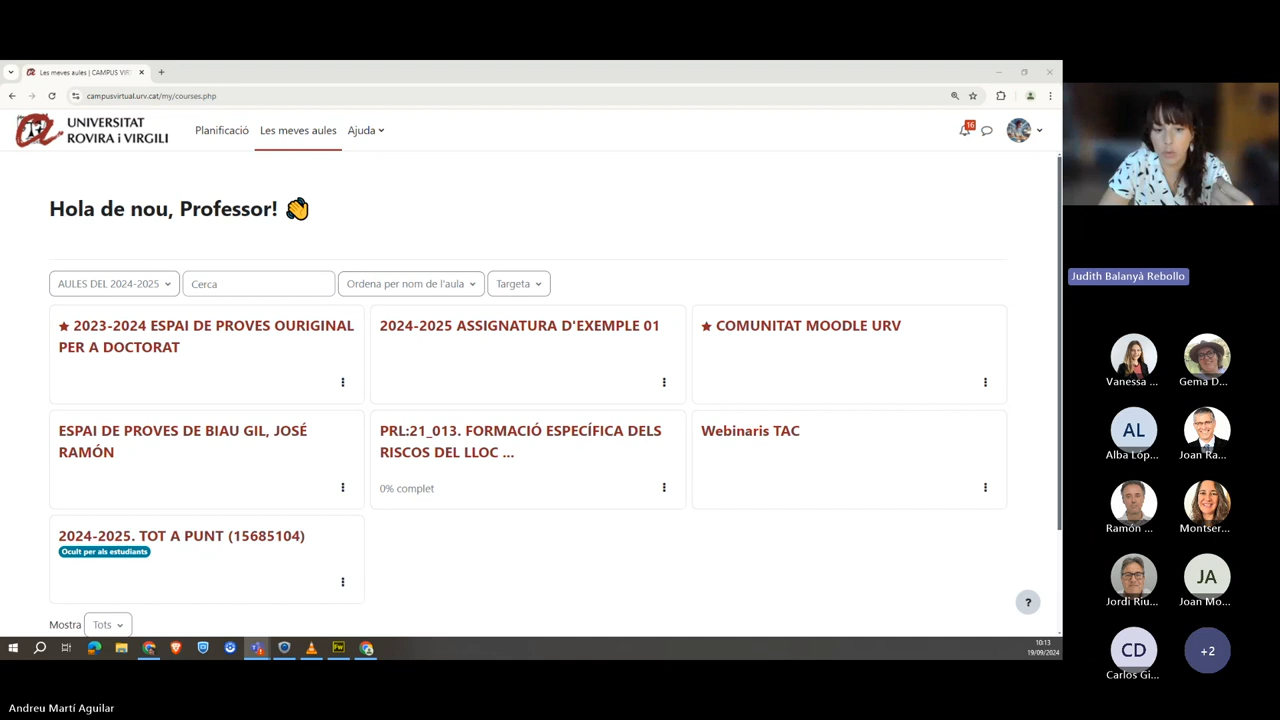 Les meves aules | CAMPUS VIRT
campusvirtual.urv.cat/my/courses.php
UNIVERSITAT
ROVIRA i VIRGILI
Planificació
Les meves aules
Ajuda
16
Hola de nou, Professor!
AULES DEL 2024-2025
Cerca
Ordena per nom de l'aula
Targeta
2023-2024 ESPAI DE PROVES OURIGINAL
PER A DOCTORAT
2024-2025 ASSIGNATURA D'EXEMPLE 01
COMUNITAT MOODLE URV
ESPAI DE PROVES DE BIAU GIL, JOSÉ
RAMÓN
PRL:21_013. FORMACIÓ ESPECÍFICA DELS
RISCOS DEL LLOC ...
0% complet
Webinaris TAC
2024-2025. TOT A PUNT (15685104)
Ocult per als estudiants
?
Mostra
Tots
Fw
10:13
19/09/2024
Judith Balanyà Rebollo
Vanessa ...
Gema D...
AL
Alba Lóp...
Joan Ra...
Ramón ...
Montser...
Jordi Riu...
JA
Joan Mo...
CD
Carlos Gi...
+2
Andreu Martí Aguilar